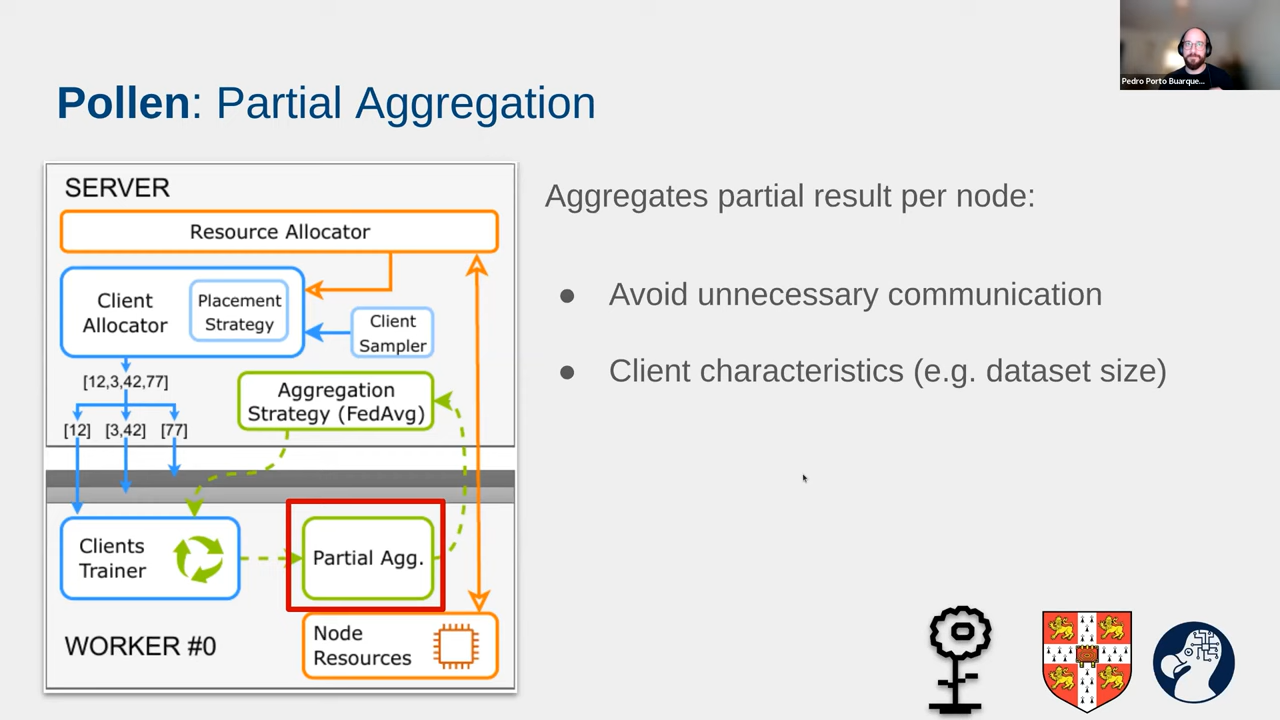 Pedro Porto Buarque...
Pollen: Partial Aggregation
SERVER
Resource Allocator
Client
Allocator
Placement
Strategy
Client
Sampler
[12,3,42,77]
[12] [3,42] [77]
Aggregation
Strategy (FedAvg)
Clients
Trainer
Partial Agg.
WORKER #0
Node
Resources
Aggregates partial result per node:
● Avoid unnecessary communication
● Client characteristics (e.g. dataset size)